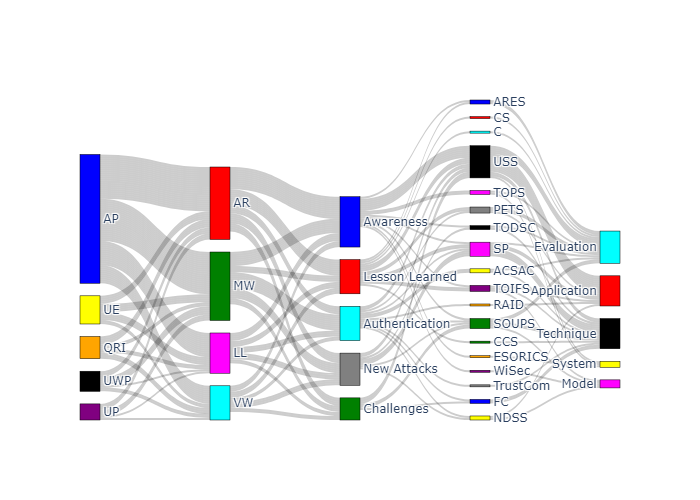 AP
UE
QRI
UWP
UP
AR
MW
LL
VW
Awareness
Lesson Learned
Authentication
New Attacks
Challenges
ARES
CS
C
USS
TOPS
PETS
TODSC
SP
ACSAC
TOIFS
RAID
SOUPS
CCS
ESORICS
WiSec
TrustCom
FC
NDSS
Evaluation
Application
Technique
System
Model